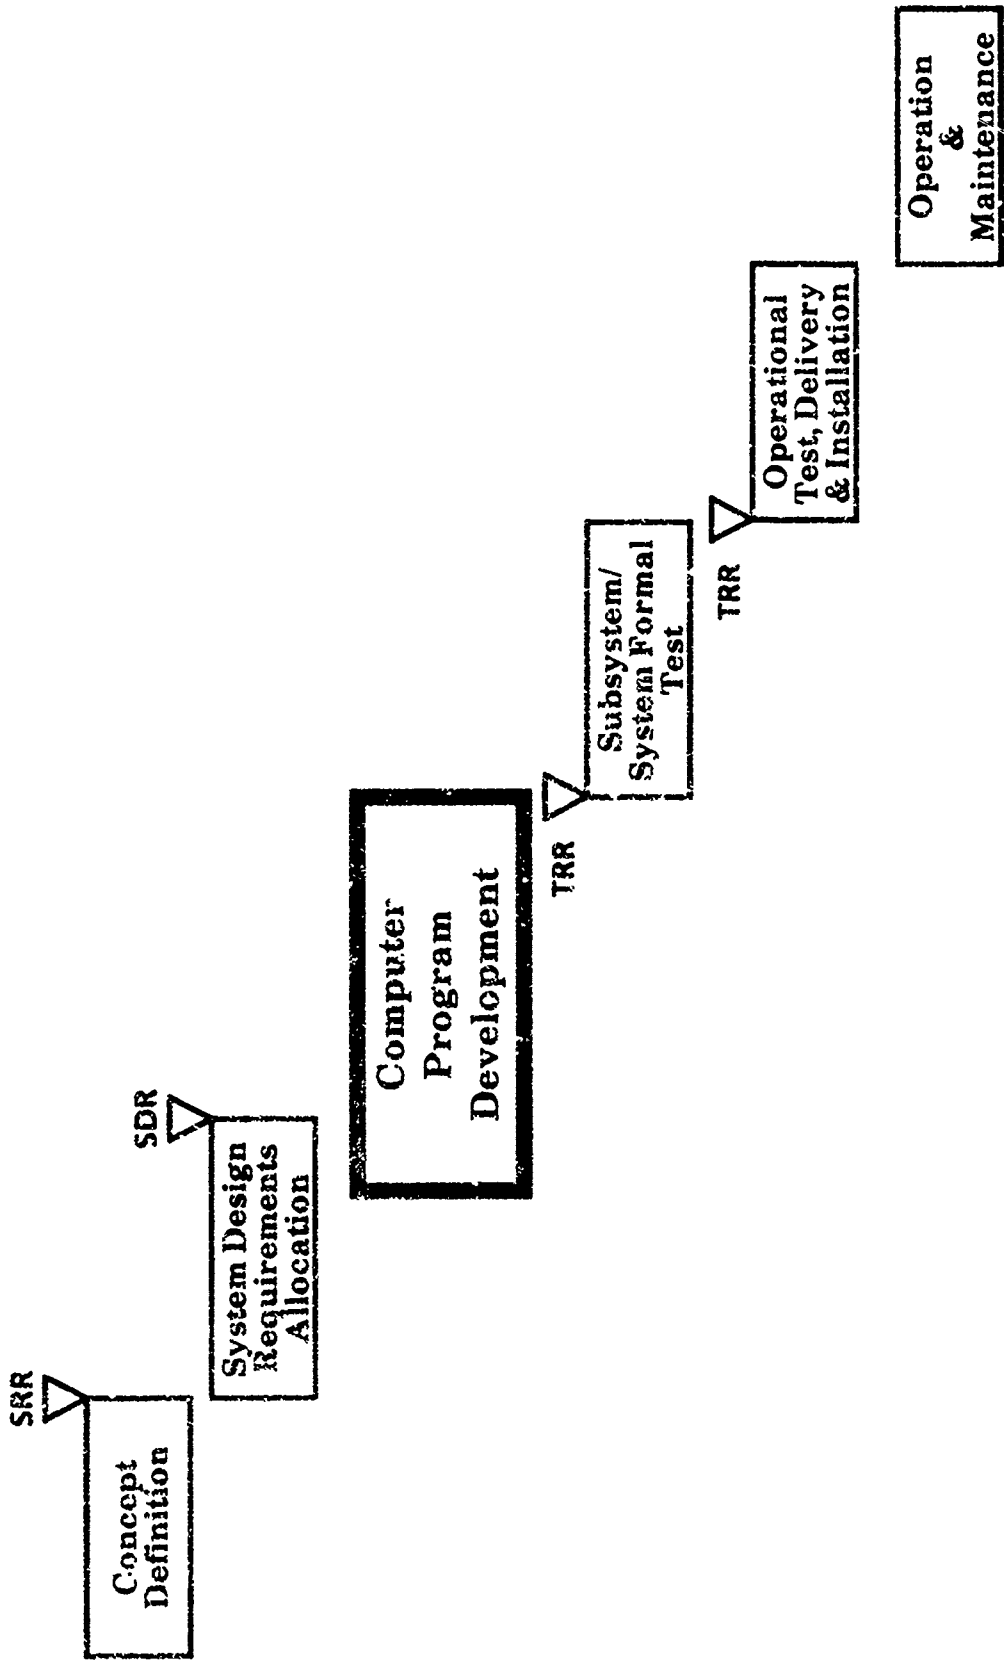 SRR
Concept
Definition
SDR
System Design
Requirements
Allocation
Computer
Program
Development
TRR
Subsystem/
System Formal
Test
TRR
Operational
Test, Delivery
& Installation
Operation
&
Maintenance